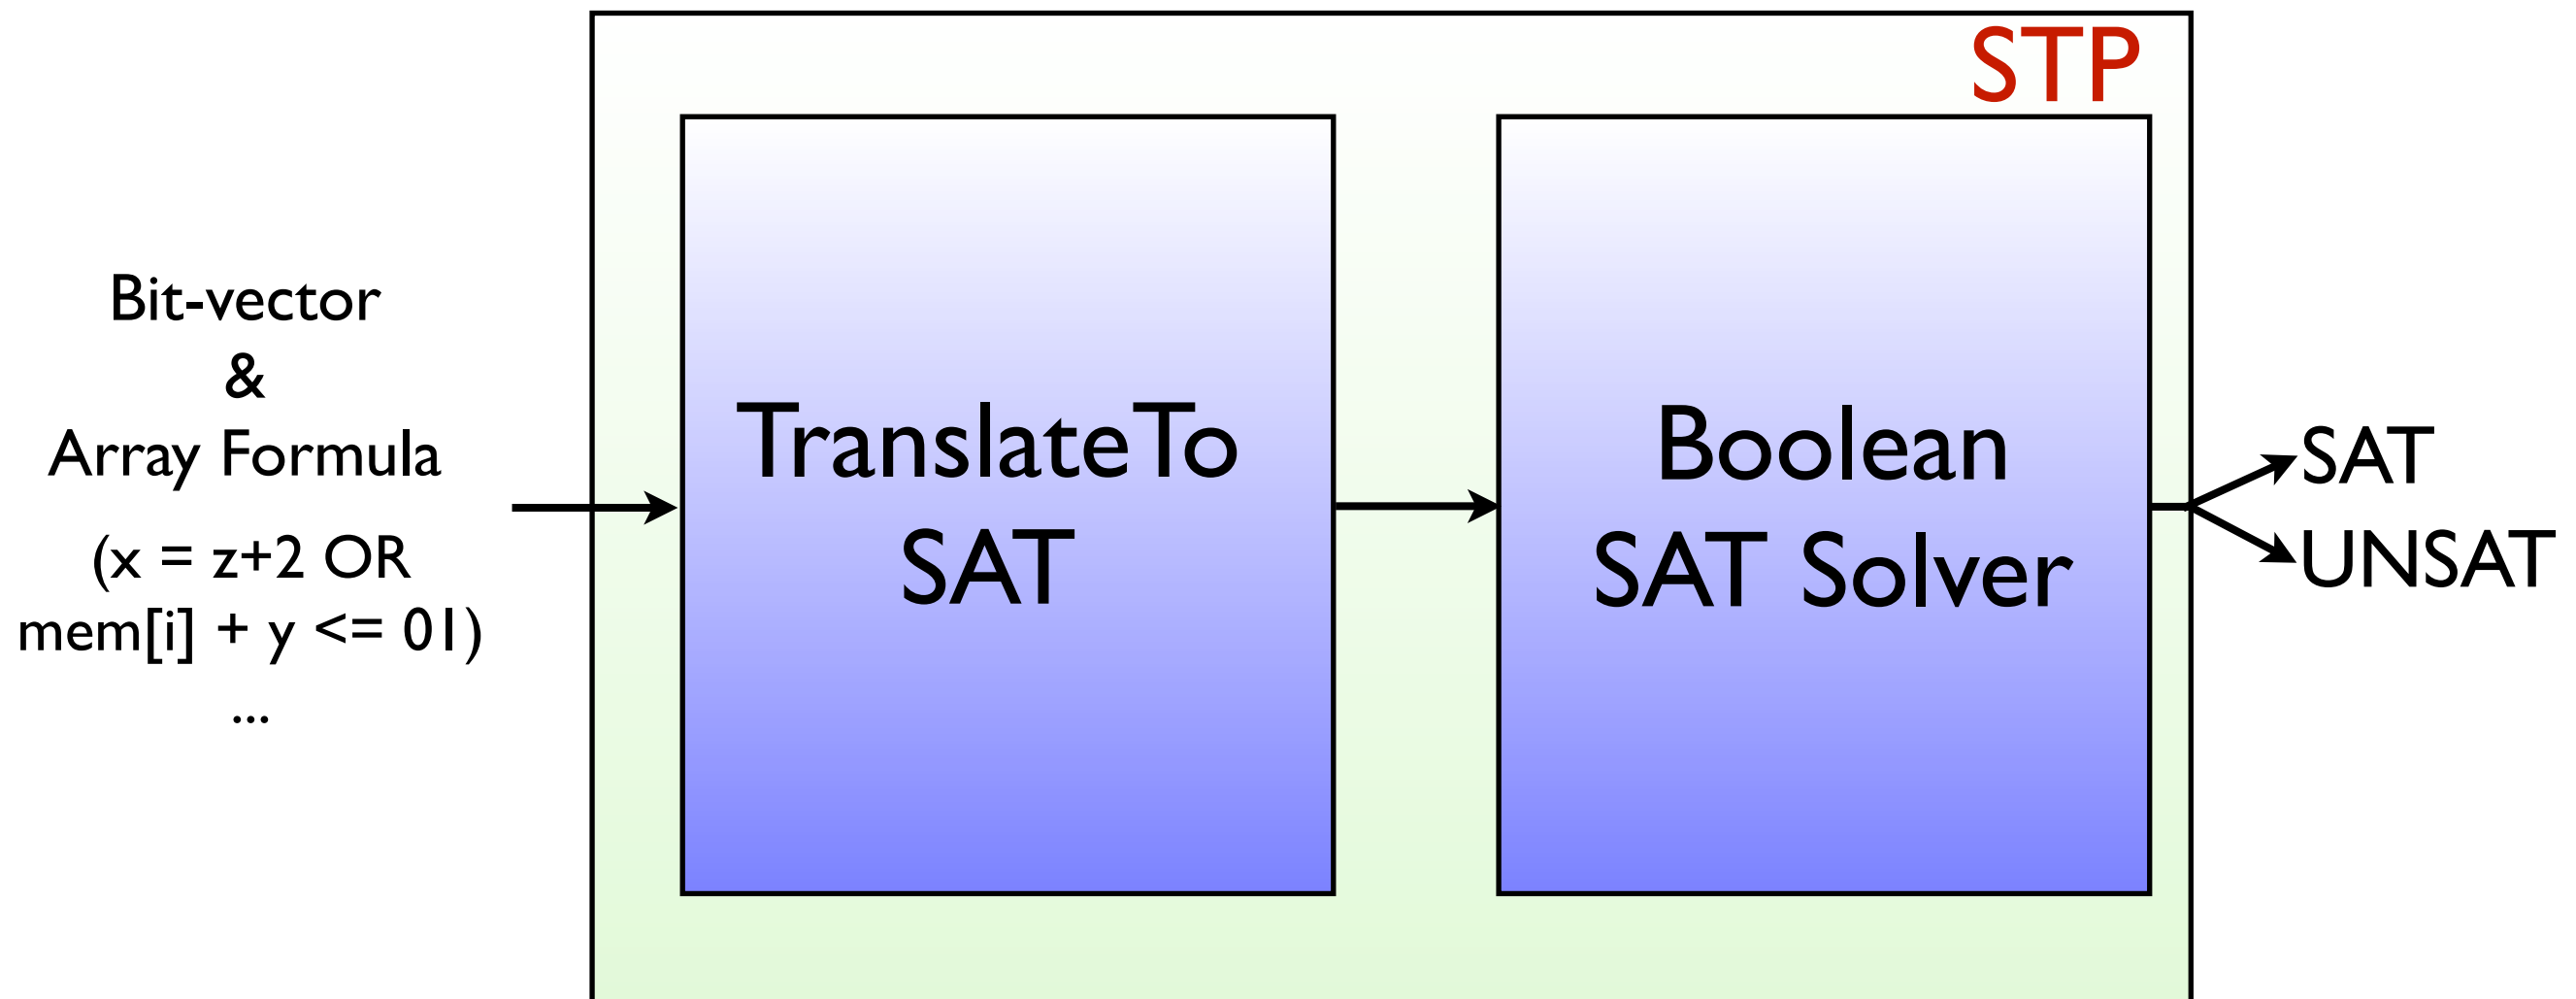 STP
Bit-vector
&
Array Formula
(x = z+2 OR
mem[i] + y <= 01)
...
TranslateTo
SAT
Boolean
SAT Solver
SAT
UNSAT